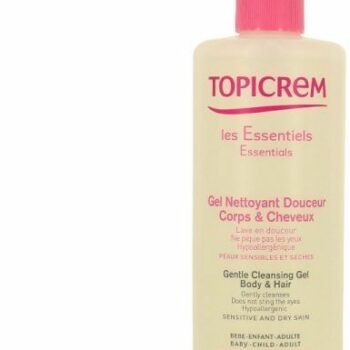 TOPICREM
les Essentiels
Essentials
Gel Nettoyant Douceur
Corps & Cheveux
Lave en douceur
Ne pique pas les yeux
Hypoallergénique
PEAUX SENSIBLES ET SÈCHES
Gentle Cleansing Gel
Body & Hair
Gently cleanses
Does not sting the eyes
Hypoallergenic
SENSITIVE AND DRY SKIN
BEBE-ENFANT-ADULTE
BABY-CHILD-ADULT